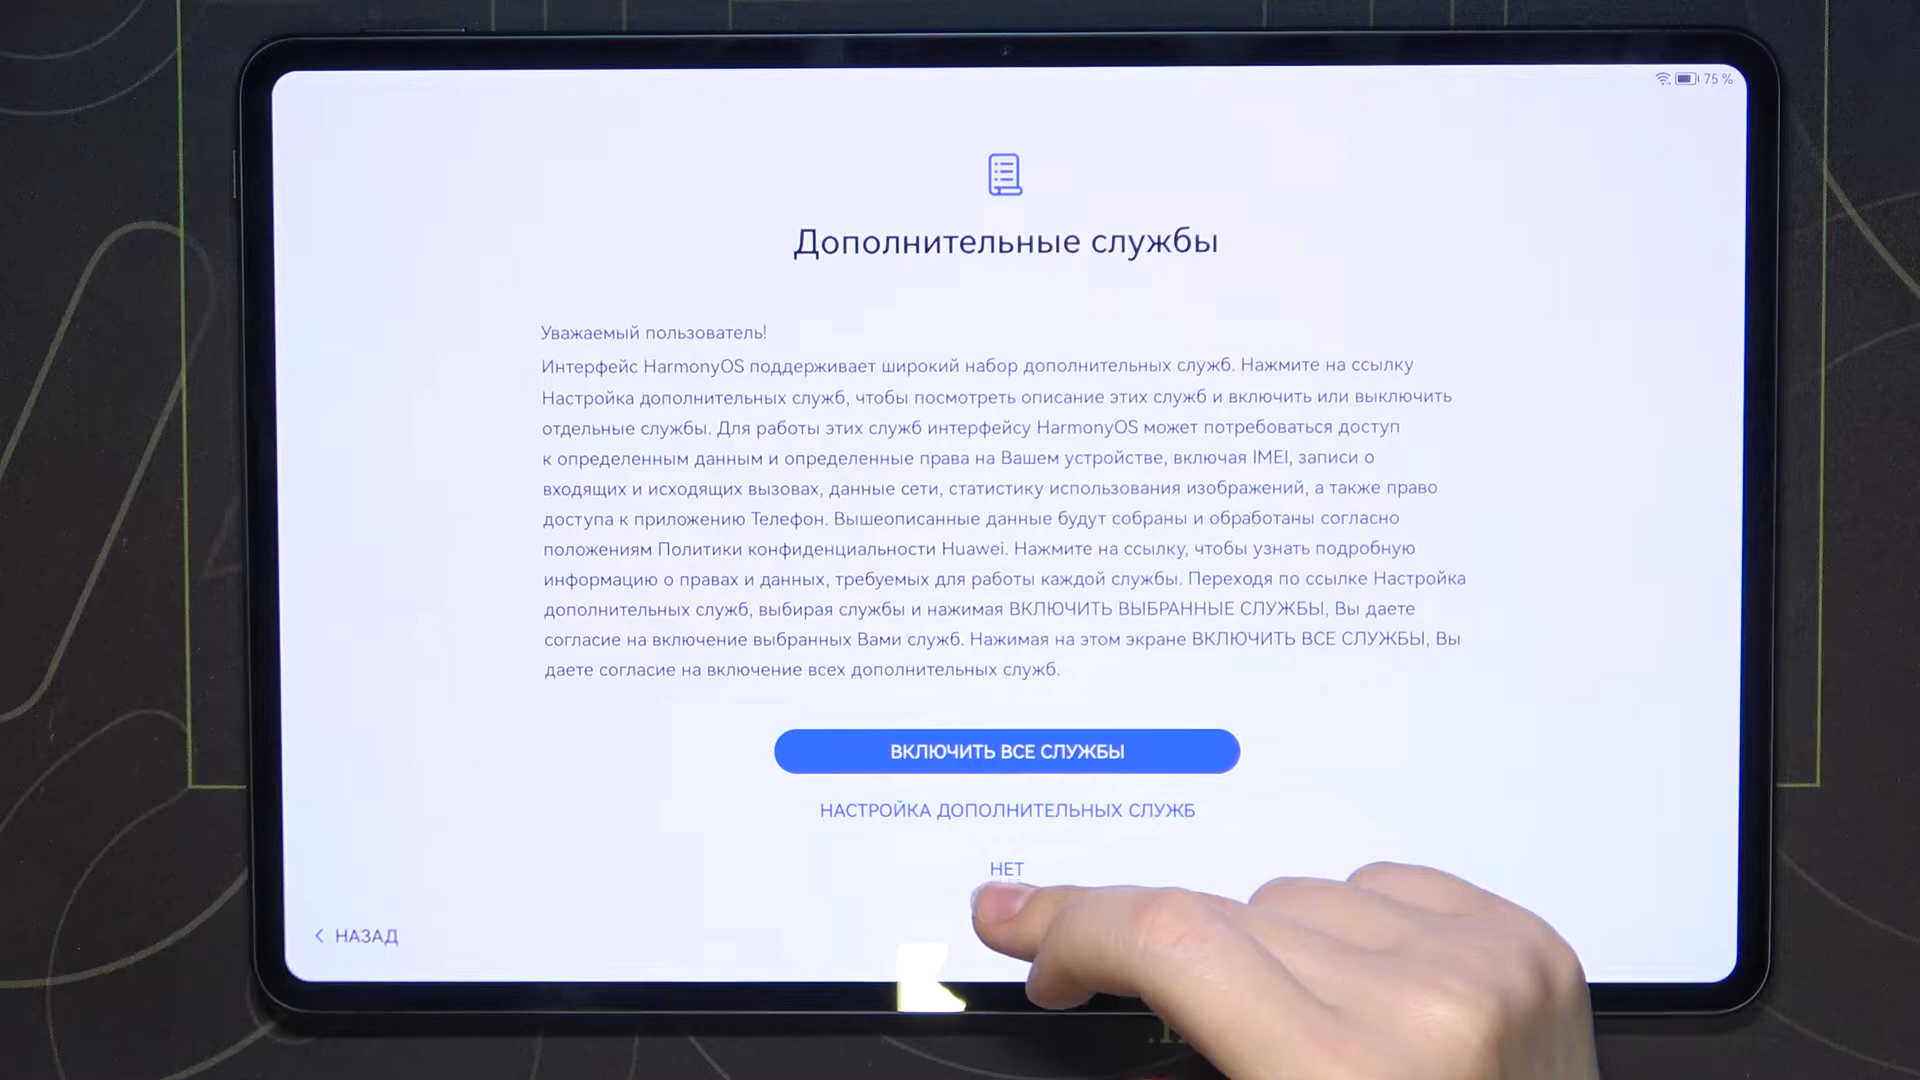 75 %
Дополнительные службы
Уважаемый пользователь!
Интерфейс HarmonyOS поддерживает широкий набор дополнительных служб. Нажмите на ссылку
Настройка дополнительных служб, чтобы посмотреть описание этих служб и включить или выключить
отдельные службы. Для работы этих служб интерфейсу HarmonyOS может потребоваться доступ
к определенным данным и определенные права на Вашем устройстве, включая IMEI, записи о
входящих и исходящих вызовах, данные сети, статистику использования изображений, а также право
доступа к приложению Телефон. Вышеописанные данные будут собраны и обработаны согласно
положениям Политики конфиденциальности Huawei. Нажмите на ссылку, чтобы узнать подробную
информацию о правах и данных, требуемых для работы каждой службы. Переходя по ссылке Настройка
дополнительных служб, выбирая службы и нажимая ВКЛЮЧИТЬ ВЫБРАННЫЕ СЛУЖБЫ, Вы даете
согласие на включение выбранных Вами служб. Нажимая на этом экране ВКЛЮЧИТЬ ВСЕ СЛУЖБЫ, Вы
даете согласие на включение всех дополнительных служб.
ВКЛЮЧИТЬ ВСЕ СЛУЖБЫ
НАСТРОЙКА ДОПОЛНИТЕЛЬНЫХ СЛУЖБ
НЕТ
< НАЗАД